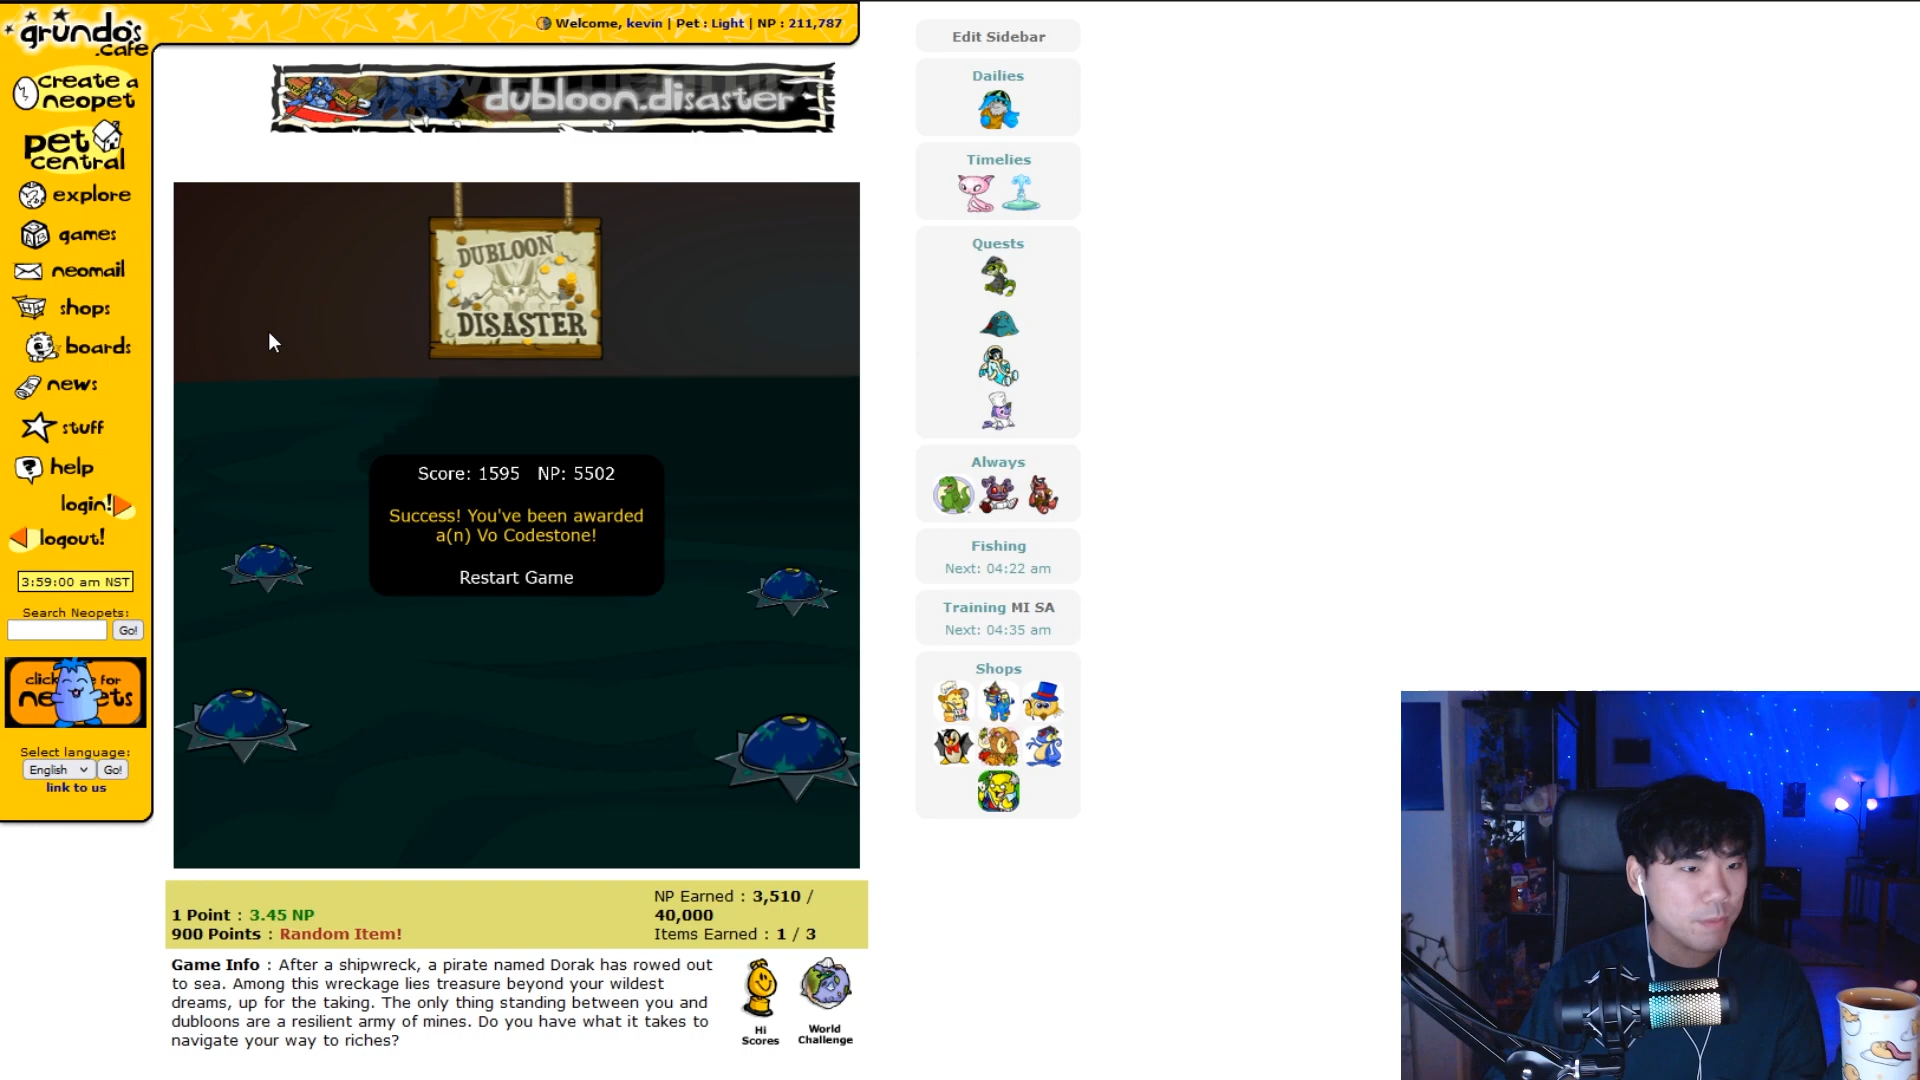 grundo's
.cafe
Welcome, kevin | Pet : Light | NP : 211,787
create a
neopet
pet
central
explore
games
neomail
shops
boards
news
stuff
help
login!
logout!
3:59:00 am NST
Search Neopets:
Go!
Select language:
English Go!
link to us
dubloon.disaster
DUBLOON
DISASTER
Score: 1595 NP: 5502
Success! You've been awarded
a(n) Vo Codestone!
Restart Game
1 Point : 3.45 NP
900 Points : Random Item!
NP Earned : 3,510 /
40,000
Items Earned : 1 / 3
Game Info : After a shipwreck, a pirate named Dorak has rowed out
to sea. Among this wreckage lies treasure beyond your wildest
dreams, up for the taking. The only thing standing between you and
dubloons are a resilient army of mines. Do you have what it takes to
navigate your way to riches?
Hi
Scores
World
Challenge
Edit Sidebar
Dailies
Timelies
Quests
Always
Fishing
Next: 04:22 am
Training MI SA
Next: 04:35 am
Shops